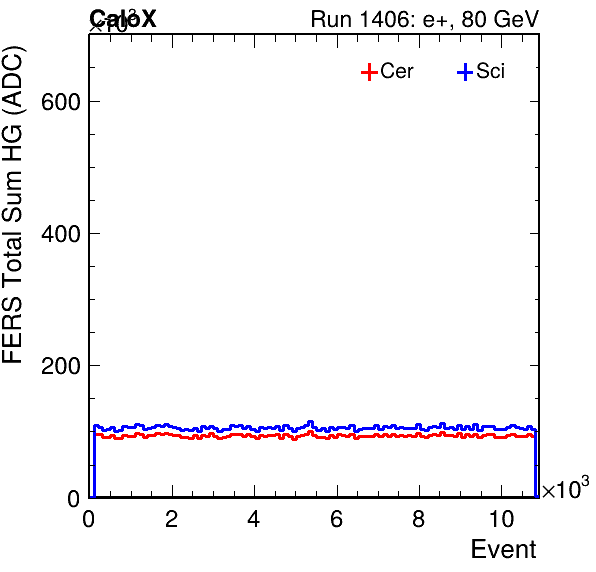 CaloX Run 1406: e+, 80 GeV
×10³
Cer Sci
FERS Total Sum HG (ADC)
600
400
200
0
0 2 4 6 8 10 ×10³
Event